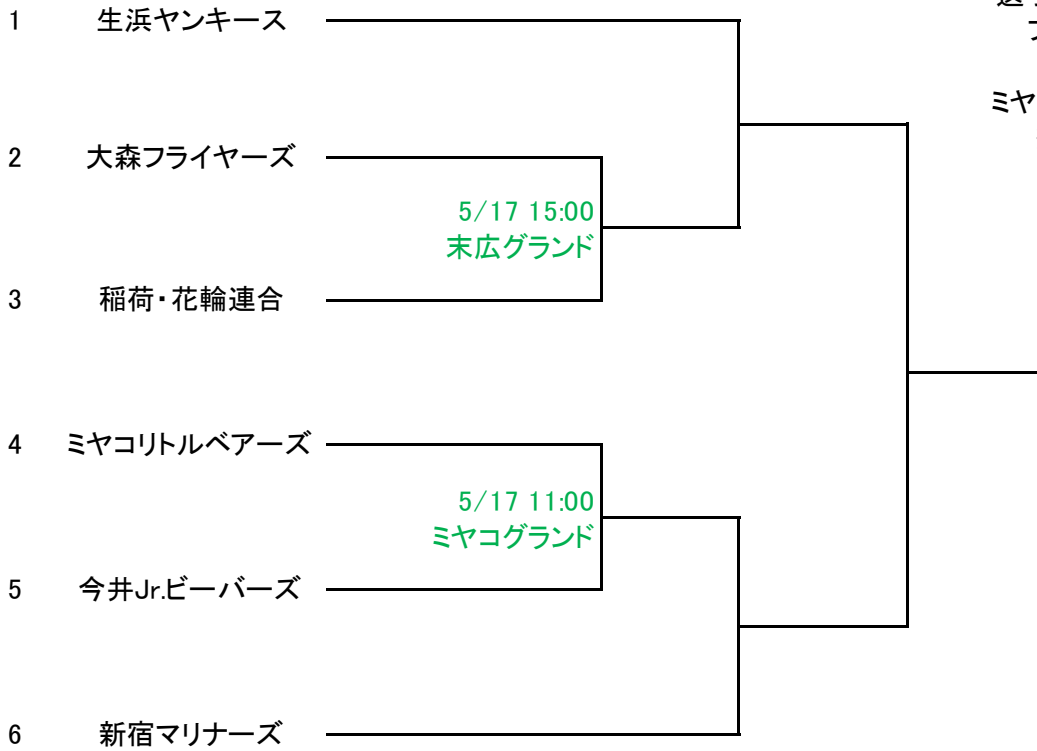 1 生浜ヤンキース
2 大森フライヤーズ
5/17 15:00
末広グランド
3 稲荷・花輪連合
4 ミヤコリトルベアーズ
5/17 11:00
ミヤコグランド
5 今井Jr.ビーバーズ
6 新宿マリナーズ
ミヤ